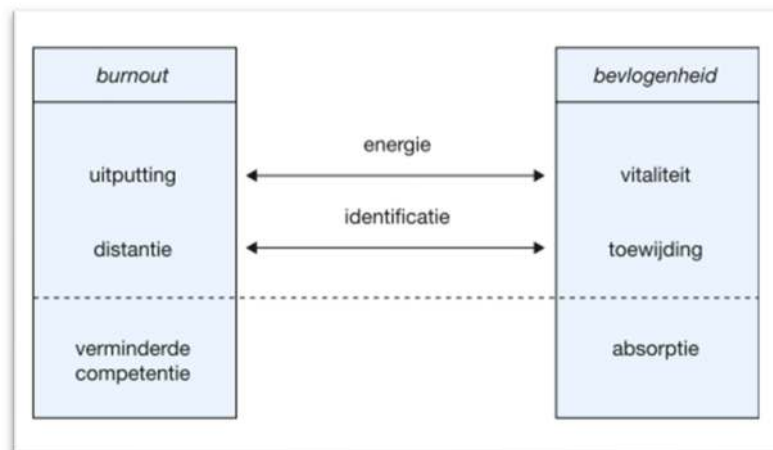 burnout
bevlogenheid
energie
uitputting
vitaliteit
identificatie
distantie
toewijding
verminderde
competentie
absorptie